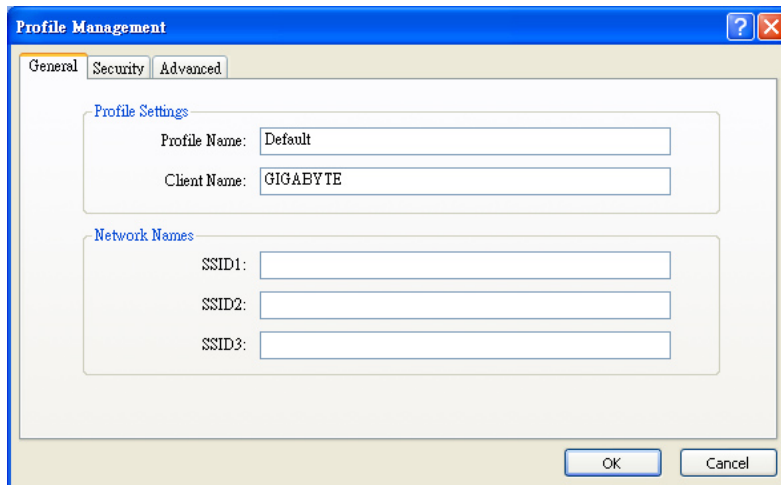 Profile Management
?
General Security Advanced
Profile Settings
Profile Name: Default
Client Name: GIGABYTE
Network Names
SSID1:
SSID2:
SSID3:
OK Cancel